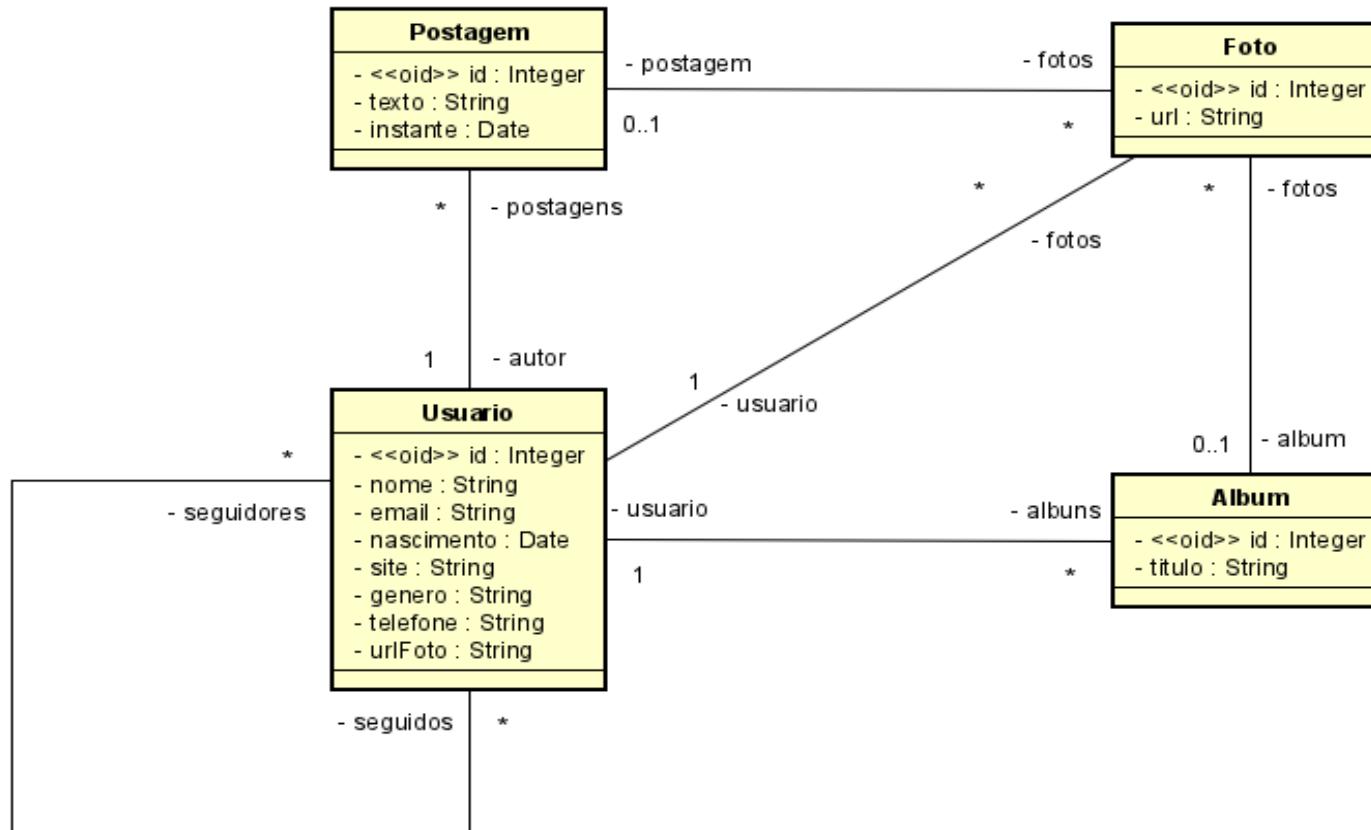 Postagem
- <<oid>> id : Integer
- texto : String
- instante : Date
- postagem
0..1
- fotos
*
Foto
- <<oid>> id : Integer
- url : String
* - postagens
1 - autor
*
- fotos
1
- usuario
* - fotos
0..1 - album
Usuario
- <<oid>> id : Integer
- nome : String
- email : String
- nascimento : Date
- site : String
- genero : String
- telefone : String
- urlFoto : String
*
- seguidores
- usuario
1
- albuns
*
Album
- <<oid>> id : Integer
- titulo : String
- seguidos *